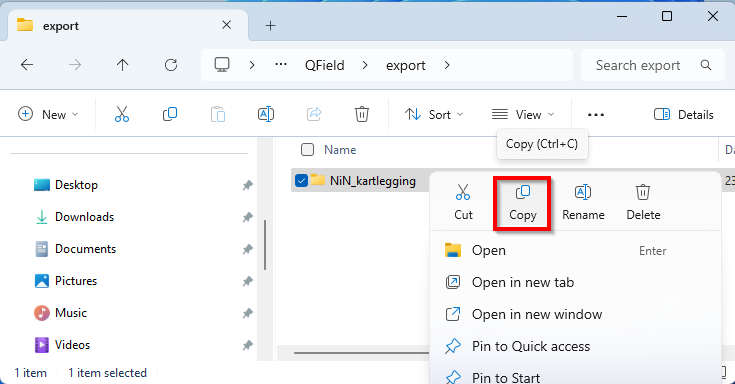 export
QField
export
Search export
New
Sort
View
Details
Copy (Ctrl+C)
Name
Da
Desktop
Downloads
Documents
Pictures
Music
Videos
NiN_kartlegging
23
Cut
Copy
Rename
Delete
Open Enter
Open in new tab
Open in new window
Pin to Quick access
Pin to Start
1 item
1 item selected